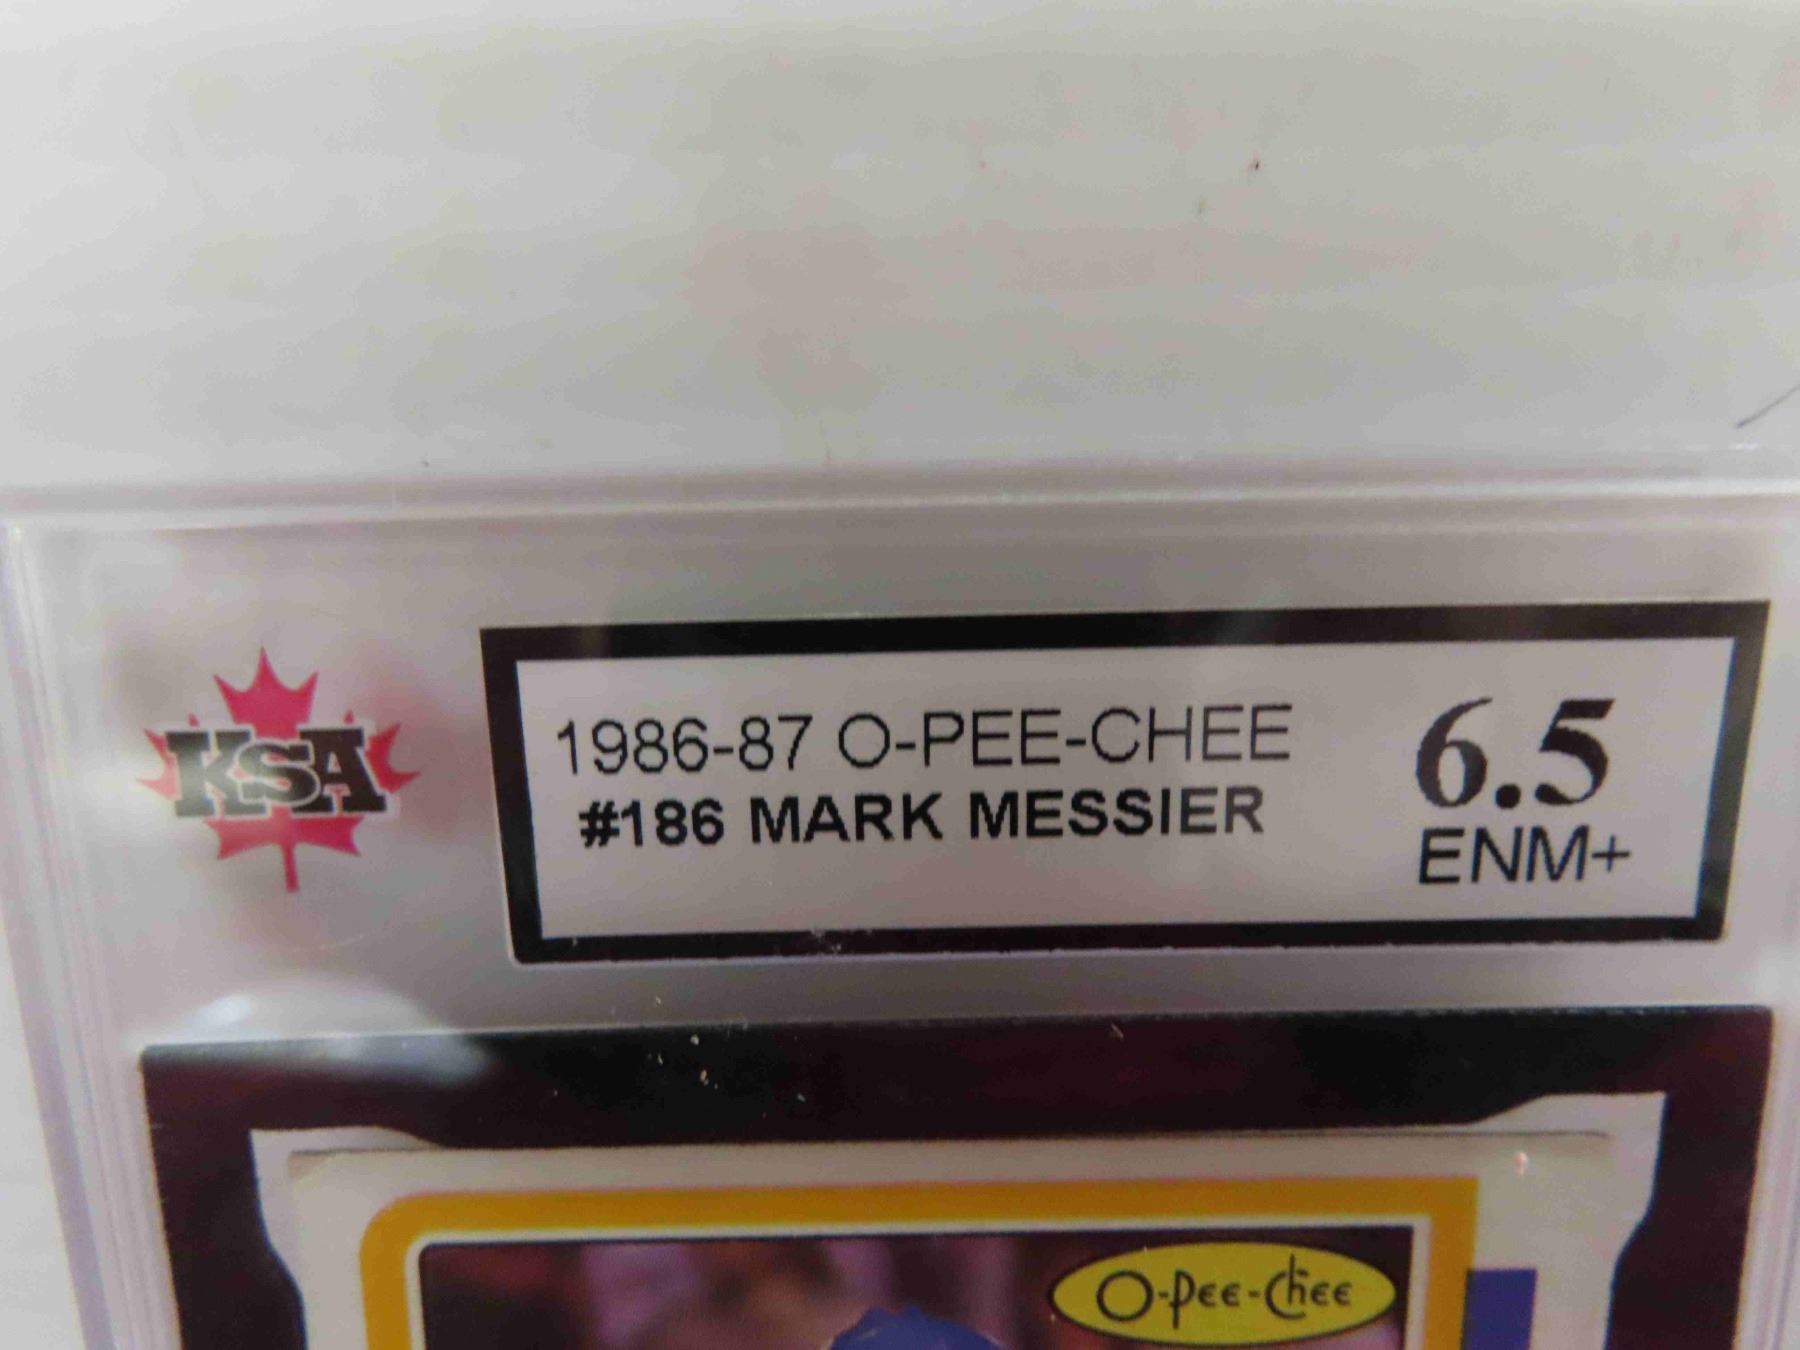 KSA
1986-87 O-PEE-CHEE
#186 MARK MESSIER
6.5
ENM+
O-Pee-Chee